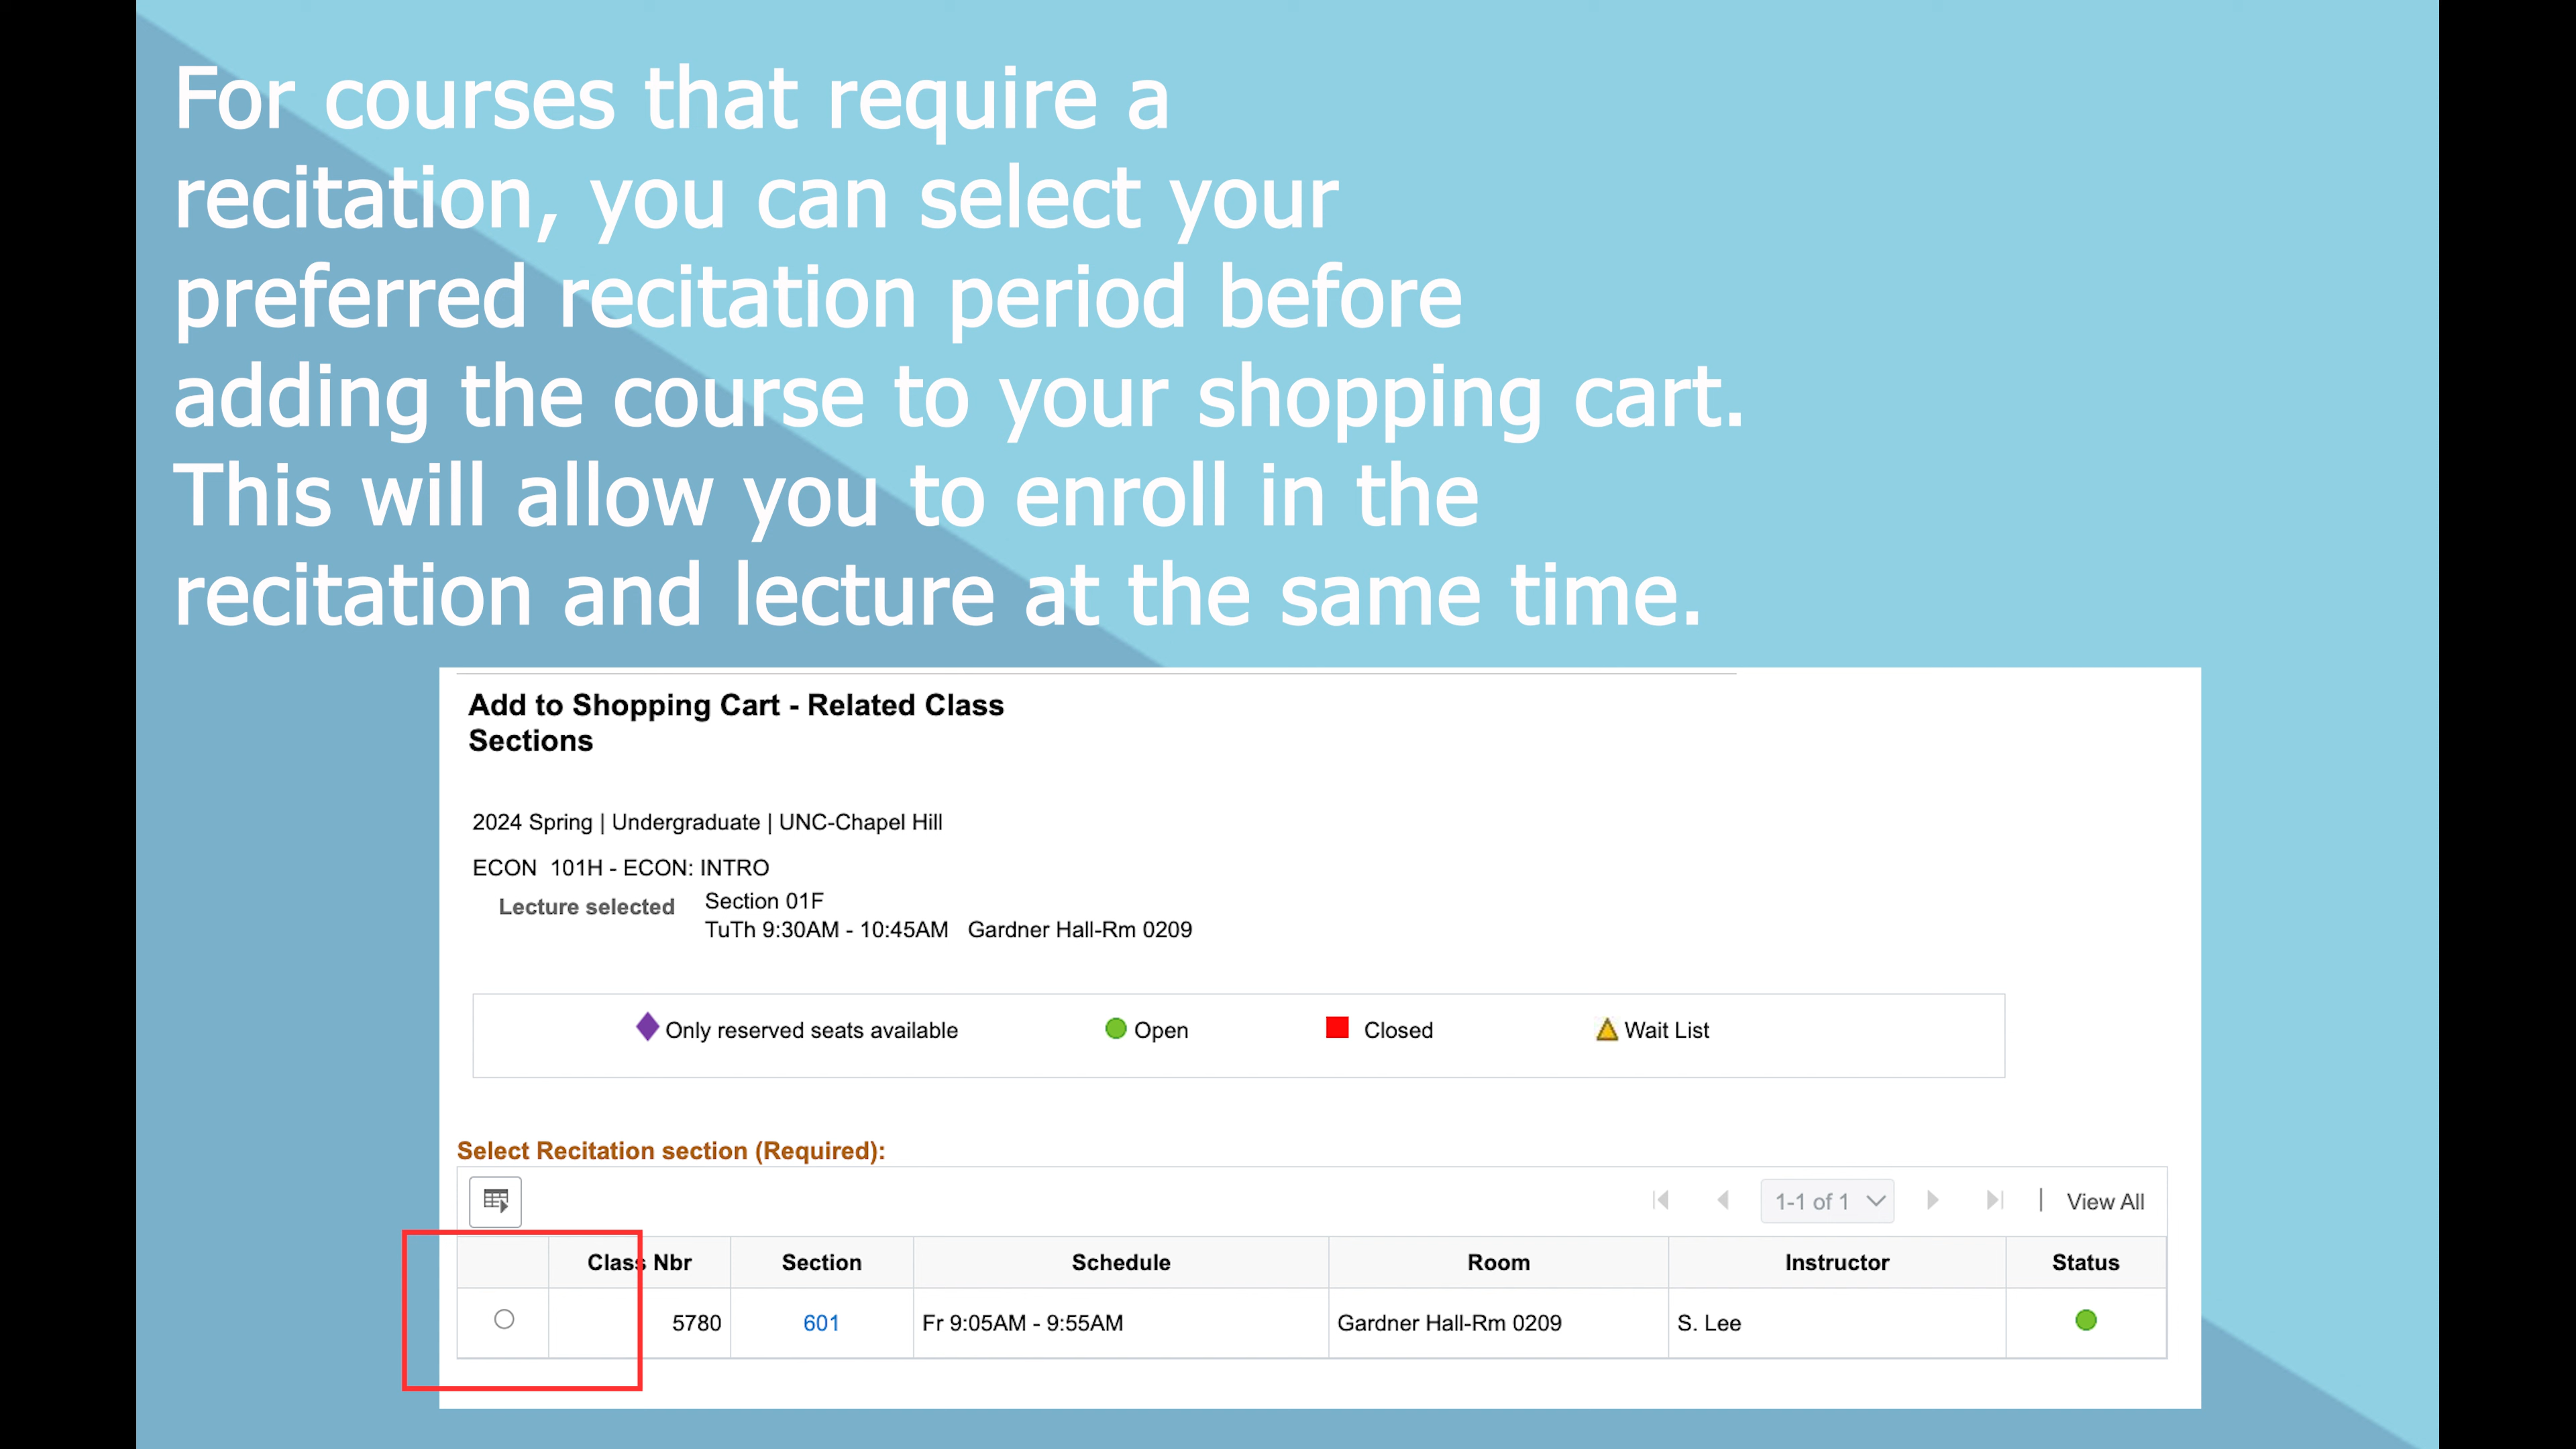 For courses that require a
recitation, you can select your
preferred recitation period before
adding the course to your shopping cart.
This will allow you to enroll in the
recitation and lecture at the same time.
Add to Shopping Cart - Related Class
Sections
2024 Spring | Undergraduate | UNC-Chapel Hill
ECON 101H - ECON: INTRO
Lecture selected Section 01F
TuTh 9:30AM - 10:45AM Gardner Hall-Rm 0209
Only reserved seats available Open Closed Wait List
Select Recitation section (Required):
1-1 of 1 | View All
Class Nbr Section Schedule Room Instructor Status
5780 601 Fr 9:05AM - 9:55AM Gardner Hall-Rm 0209 S. Lee